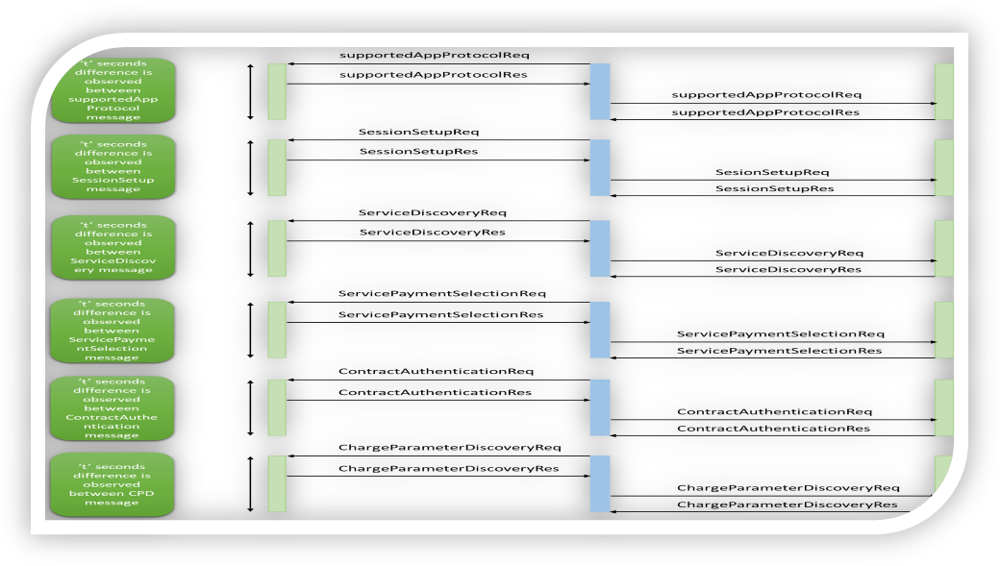 't' seconds
difference is
observed
between
supportedApp
Protocol
message
supportedAppProtocolReq
supportedAppProtocolRes
supportedAppProtocolReq
supportedAppProtocolRes
't' seconds
difference is
observed
between
SessionSetup
message
SessionSetupReq
SessionSetupRes
SesionSetupReq
SessionSetupRes
't' seconds
difference is
observed
between
ServiceDiscov
ery message
ServiceDiscoveryReq
ServiceDiscoveryRes
ServiceDiscoveryReq
ServiceDiscoveryRes
't' seconds
difference is
observed
between
ServicePayme
ntSelection
message
ServicePaymentSelectionReq
ServicePaymentSelectionRes
ServicePaymentSelectionReq
ServicePaymentSelectionRes
't' seconds
difference is
observed
between
ContractAuthe
ntication
message
ContractAuthenticationReq
ContractAuthenticationRes
ContractAuthenticationReq
ContractAuthenticationRes
't' seconds
difference is
observed
between CPD
message
ChargeParameterDiscoveryReq
ChargeParameterDiscoveryRes
ChargeParameterDiscoveryReq
ChargeParameterDiscoveryRes